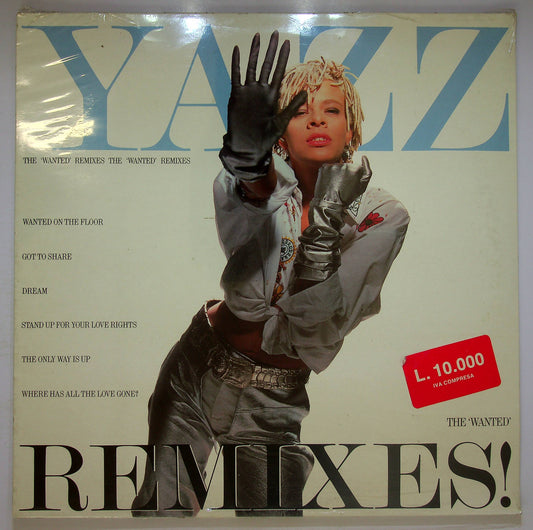 YAZZ
THE 'WANTED' REMIXES THE 'WANTED' REMIXES
WANTED ON THE FLOOR
GOT TO SHARE
DREAM
STAND UP FOR YOUR LOVE RIGHTS
THE ONLY WAY IS UP
WHERE HAS ALL THE LOVE GONE?
L. 10.000
IVA COMPRESA
THE 'WANTED'
REMIXES!